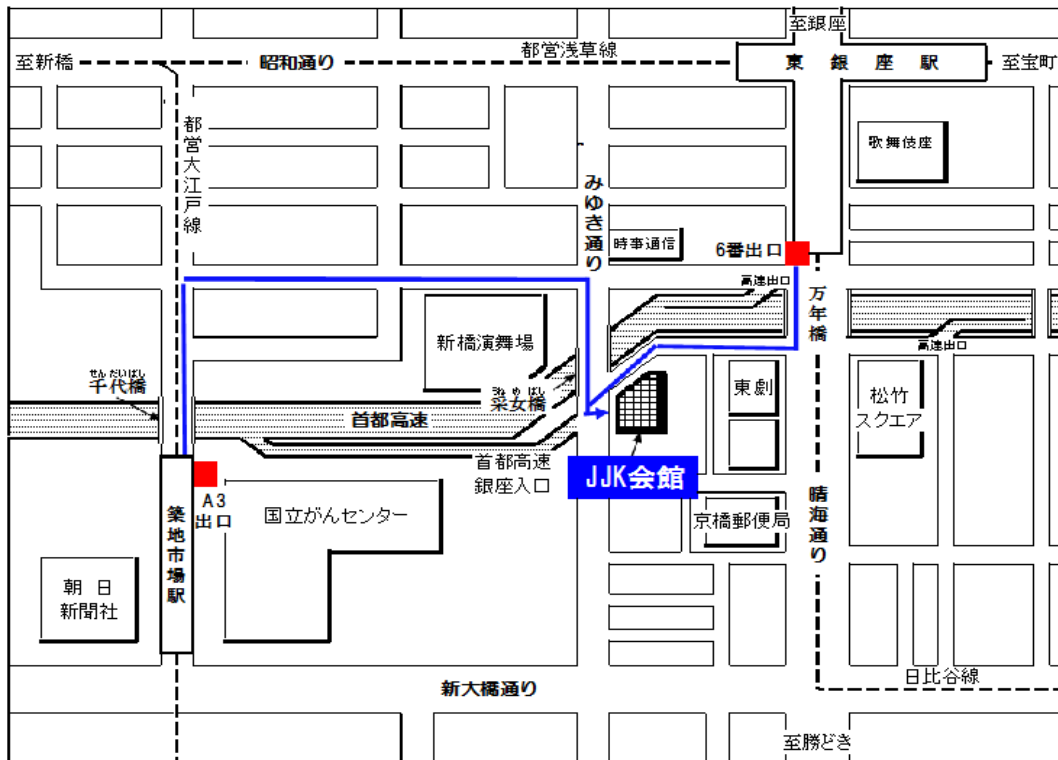 至銀座
都営浅草線
至新橋
昭和通り
東銀座駅
至宝町
都営大江戸線
歌舞伎座
みゆき通り
時事通信
6番出口
高速出口
万年橋
新橋演舞場
高速出口
せんだいばし
千代橋
うねめばし
采女橋
東劇
松竹
スクエア
首都高速
首都高速
銀座入口
JJK会館
A3
出口
国立がんセンター
京橋郵便局
晴海通り
築地市場駅
朝日
新聞社
日比谷線
新大橋通り
至勝どき